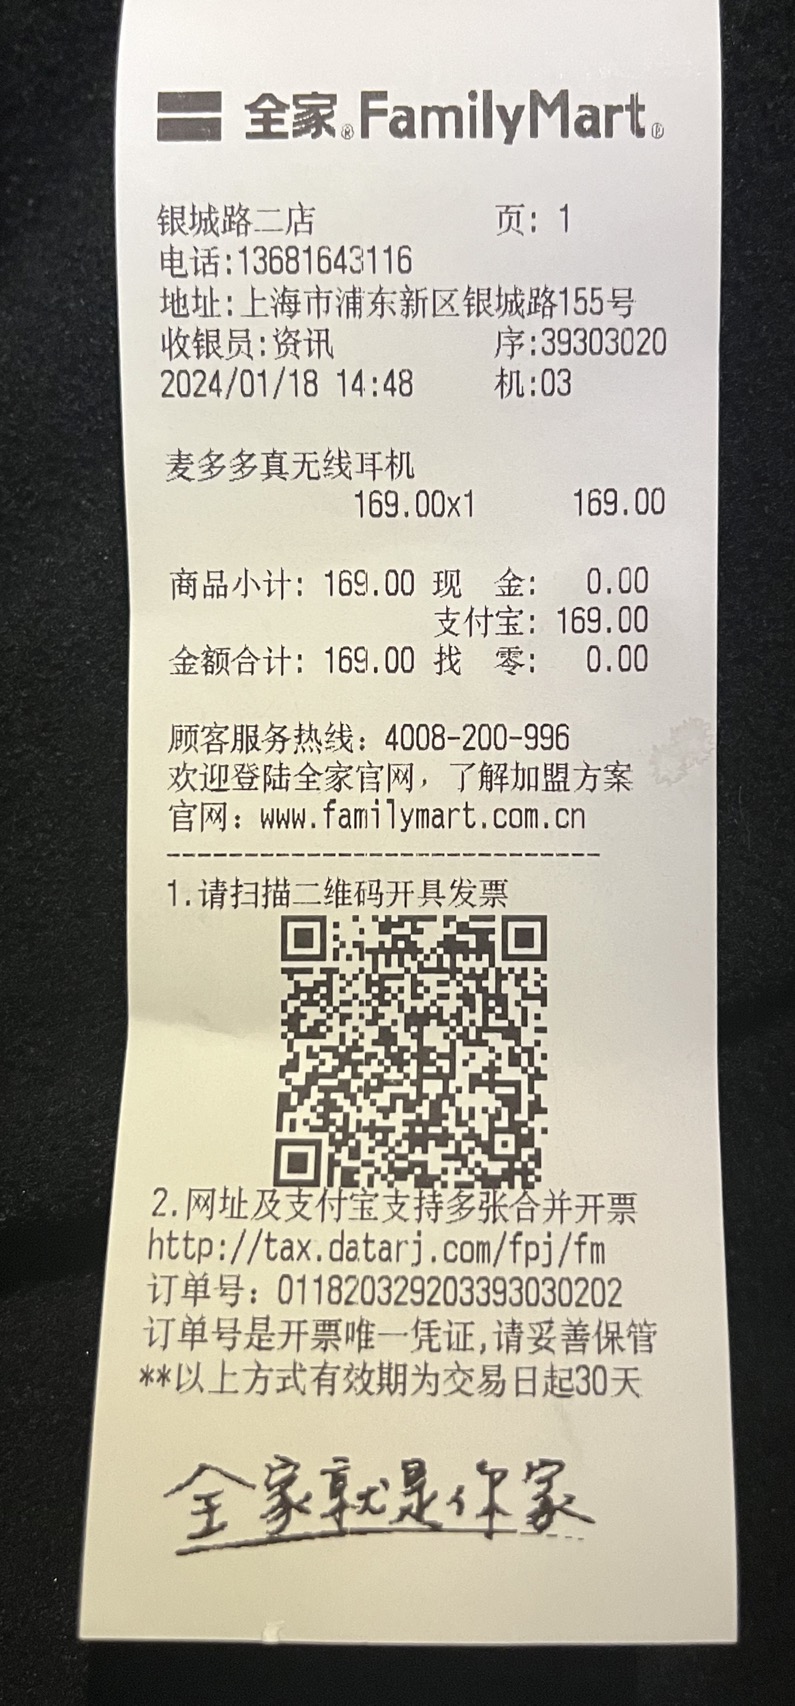 全家® FamilyMart®
银城路二店 页: 1
电话:13681643116
地址:上海市浦东新区银城路155号
收银员:资讯 序:39303020
2024/01/18 14:48 机:03
麦多多真无线耳机
169.00x1 169.00
商品小计: 169.00 现 金: 0.00
支付宝: 169.00
金额合计: 169.00 找 零: 0.00
顾客服务热线: 4008-200-996
欢迎登陆全家官网，了解加盟方案
官网: www.familymart.com.cn
-----------------------------
1.请扫描二维码开具发票
2.网址及支付宝支持多张合并开票
http://tax.datarj.com/fpj/fm
订单号: 011820329203393030202
订单号是开票唯一凭证,请妥善保管
**以上方式有效期为交易日起30天
全家就是你家